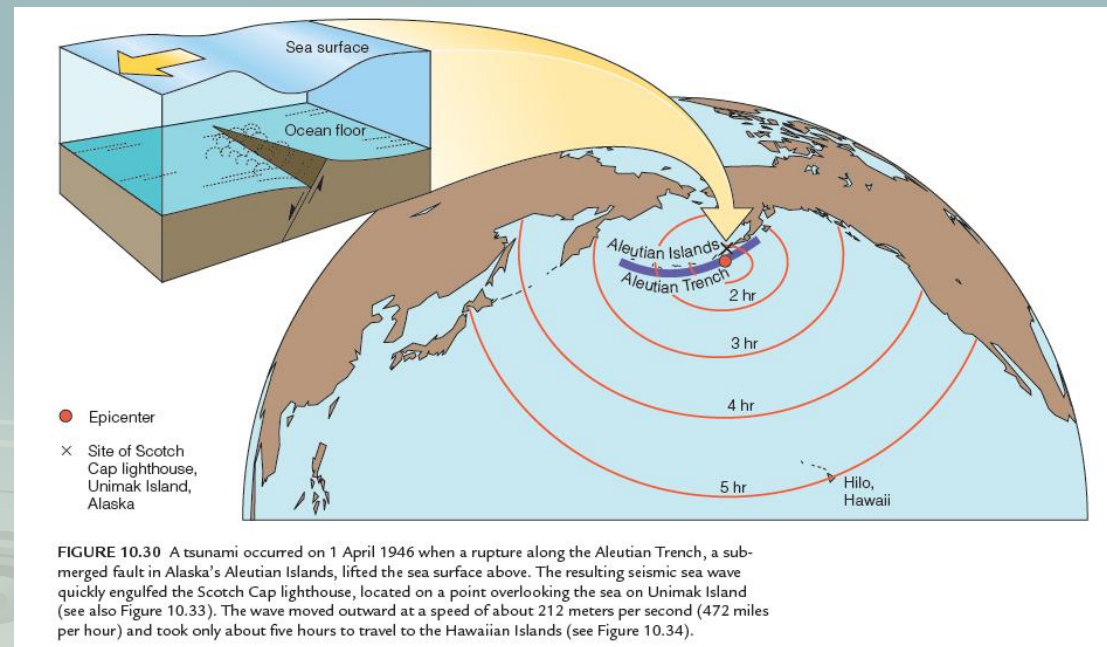 Sea surface
Ocean floor
Aleutian Islands
Aleutian Trench
2 hr
3 hr
4 hr
5 hr
Hilo,
Hawaii
Epicenter
× Site of Scotch
Cap lighthouse,
Unimak Island,
Alaska
FIGURE 10.30 A tsunami occurred on 1 April 1946 when a rupture along the Aleutian Trench, a sub-
merged fault in Alaska's Aleutian Islands, lifted the sea surface above. The resulting seismic sea wave
quickly engulfed the Scotch Cap lighthouse, located on a point overlooking the sea on Unimak Island
(see also Figure 10.33). The wave moved outward at a speed of about 212 meters per second (472 miles
per hour) and took only about five hours to travel to the Hawaiian Islands (see Figure 10.34).